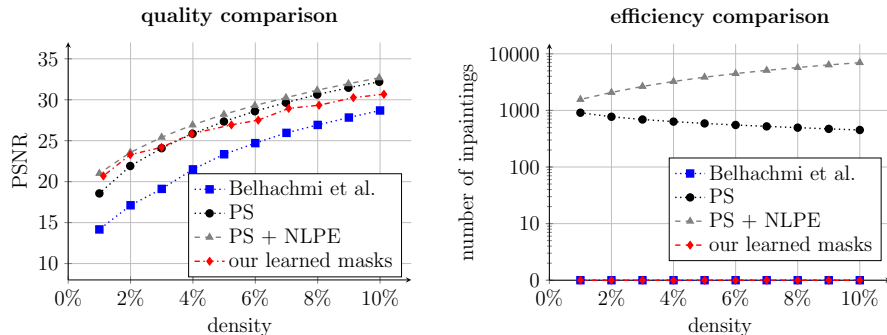 quality comparison
35
30
25
20
15
10
PSNR
0%
2%
4%
6%
8%
10%
density
Belhachmi et al.
PS
PS + NLPE
our learned masks
efficiency comparison
10000
1000
100
10
0
number of inpaintings
0%
2%
4%
6%
8%
10%
density
Belhachmi et al.
PS
PS + NLPE
our learned masks